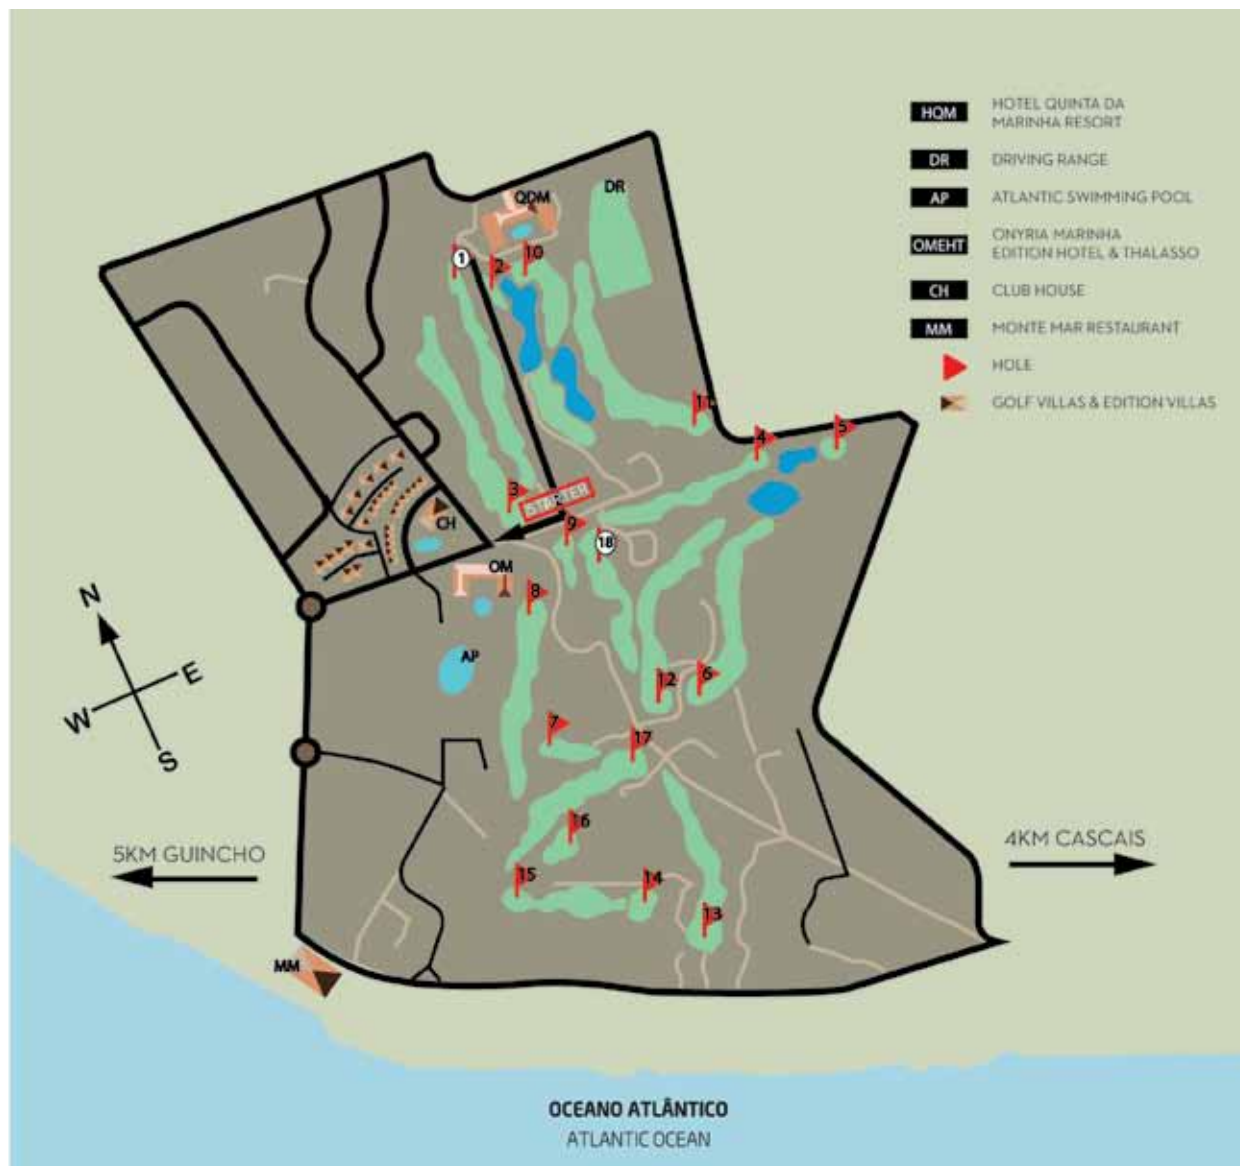 HQM HOTEL QUINTA DA
MARINHA RESORT
DR DRIVING RANGE
AP ATLANTIC SWIMMING POOL
OMEHT ONYRIA MARINHA
EDITION HOTEL & THALASSO
CH CLUB HOUSE
MM MONTE MAR RESTAURANT
HOLE
GOLF VILLAS & EDITION VILLAS
QDM
DR
1
2
10
11
4
5
3
STARTER
CH
9
18
OM
8
AP
12
6
7
17
16
15
14
13
MM
N
E
W
S
5KM GUINCHO
4KM CASCAIS
OCEANO ATLÂNTICO
ATLANTIC OCEAN